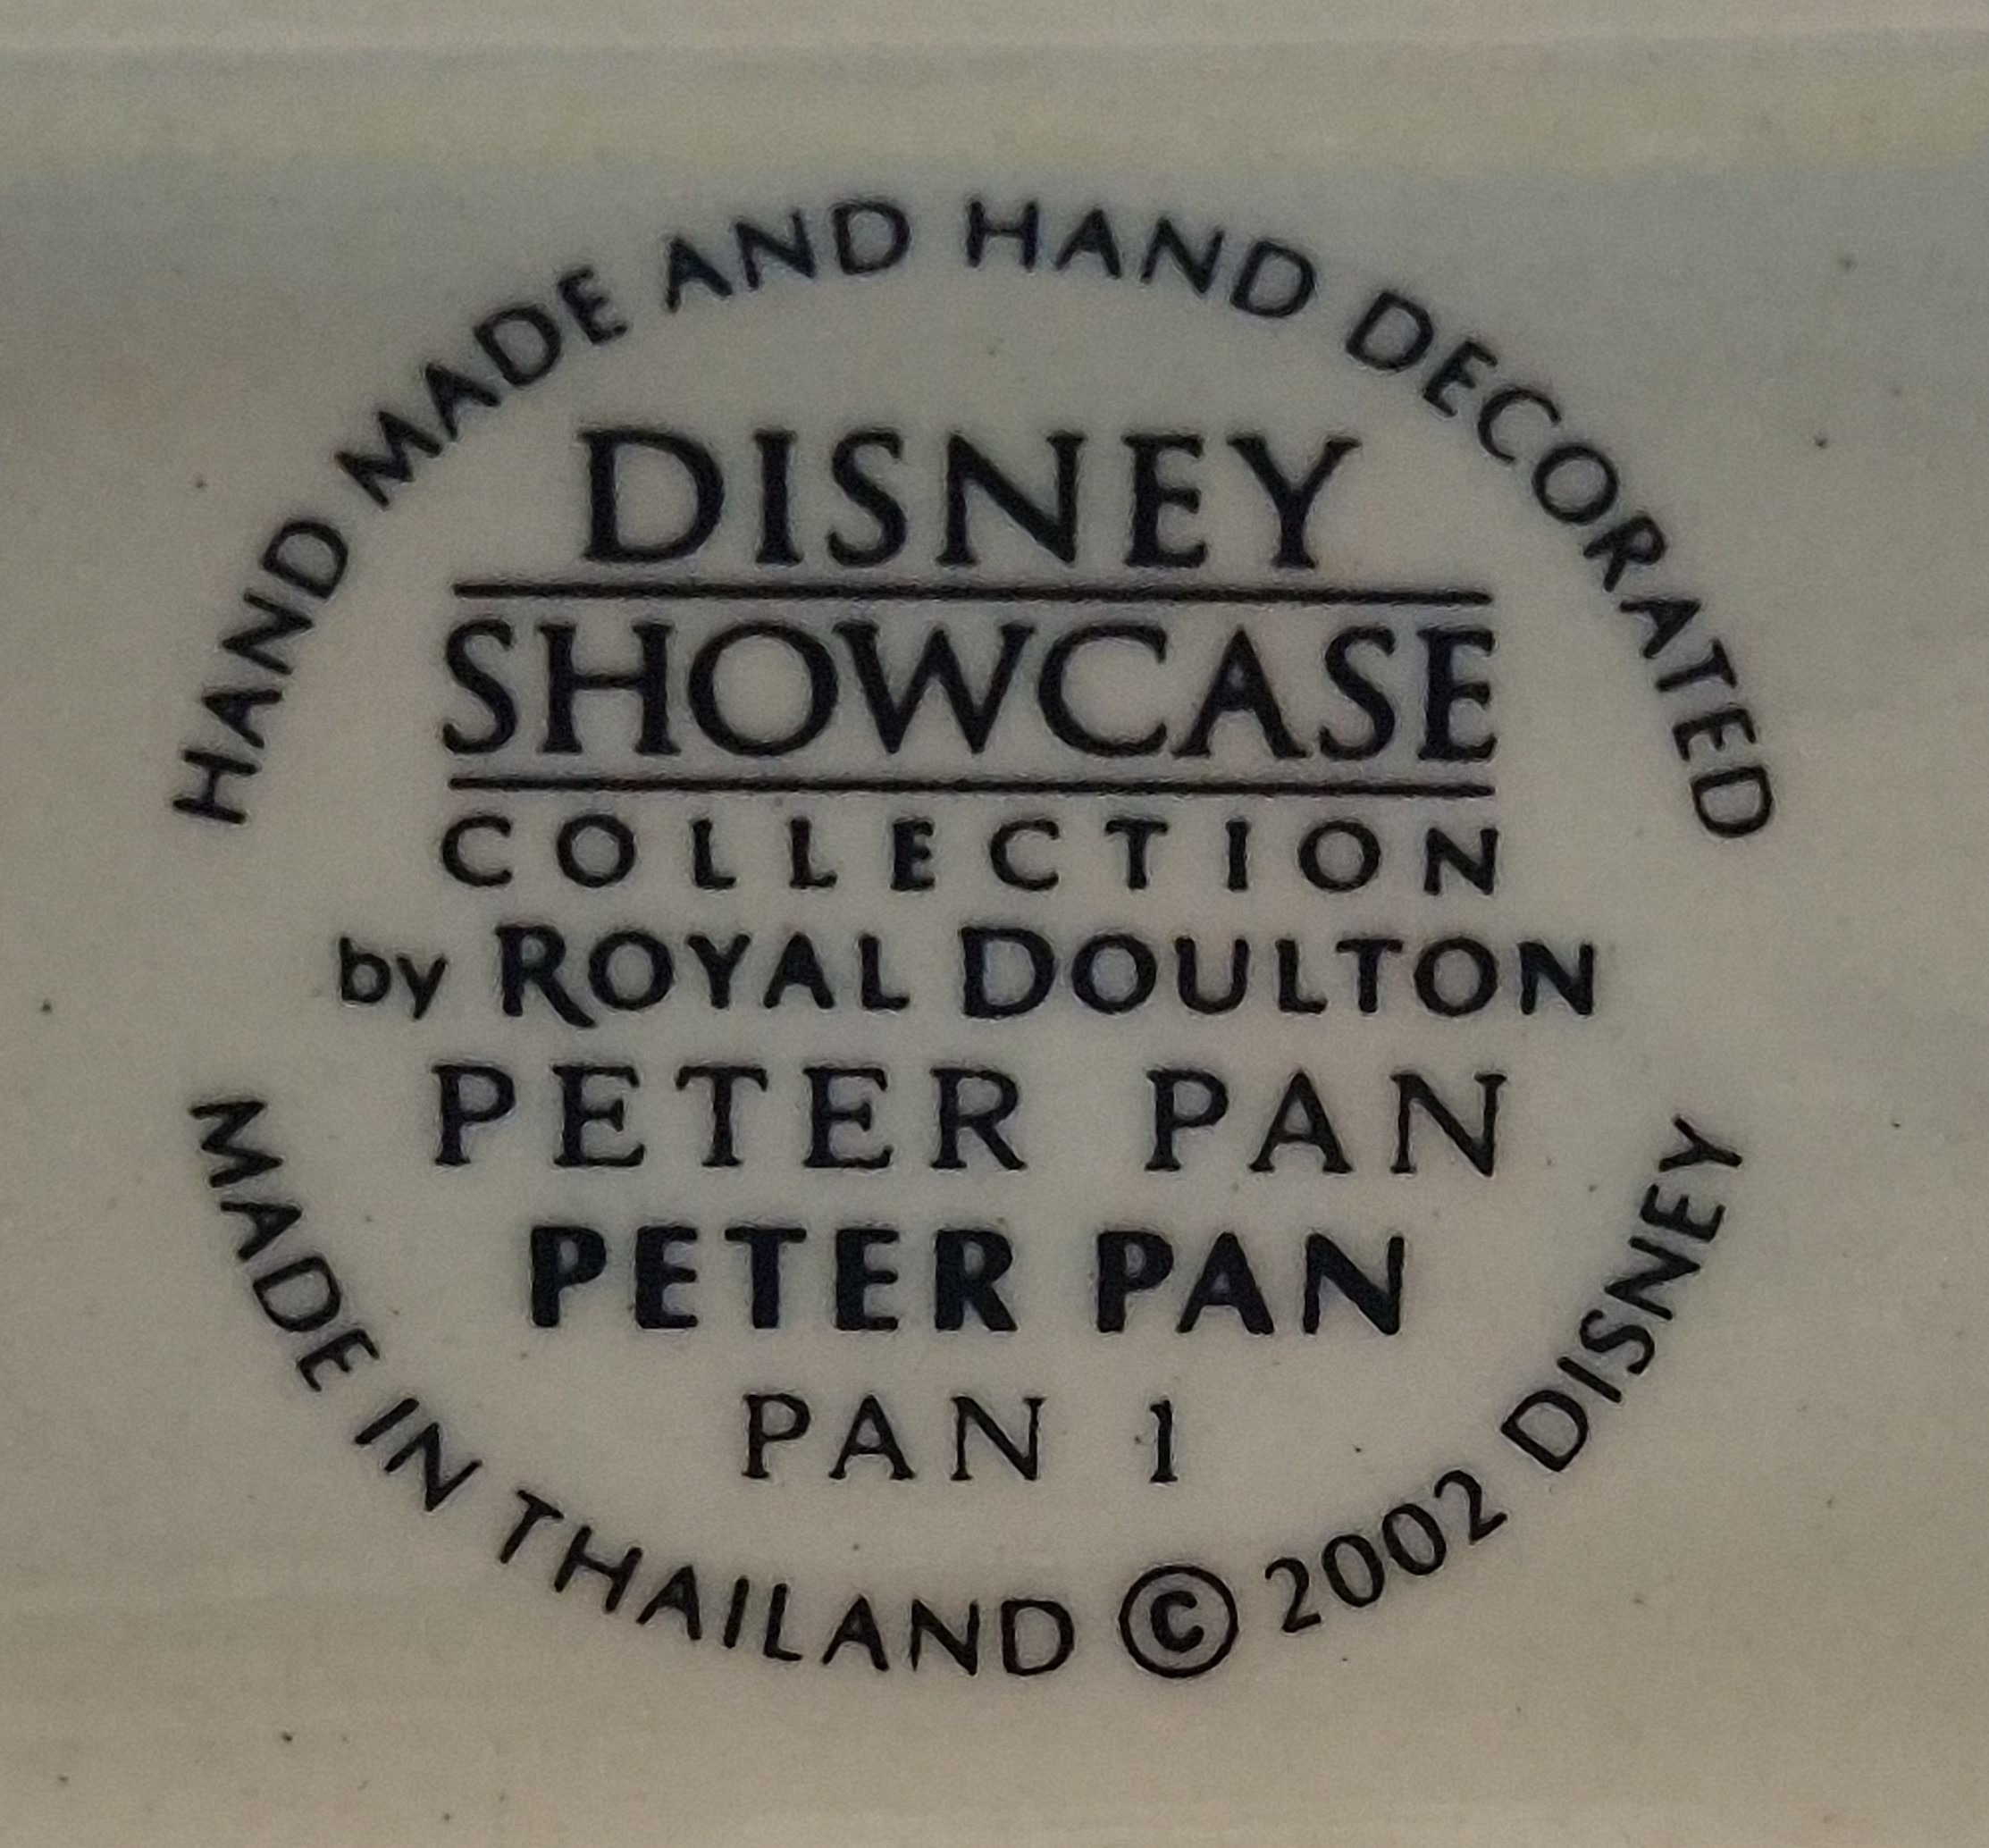 HAND MADE AND HAND DECORATED
DISNEY
SHOWCASE
COLLECTION
by ROYAL DOULTON
PETER PAN
PETER PAN
PAN 1
MADE IN THAILAND © 2002 DISNEY